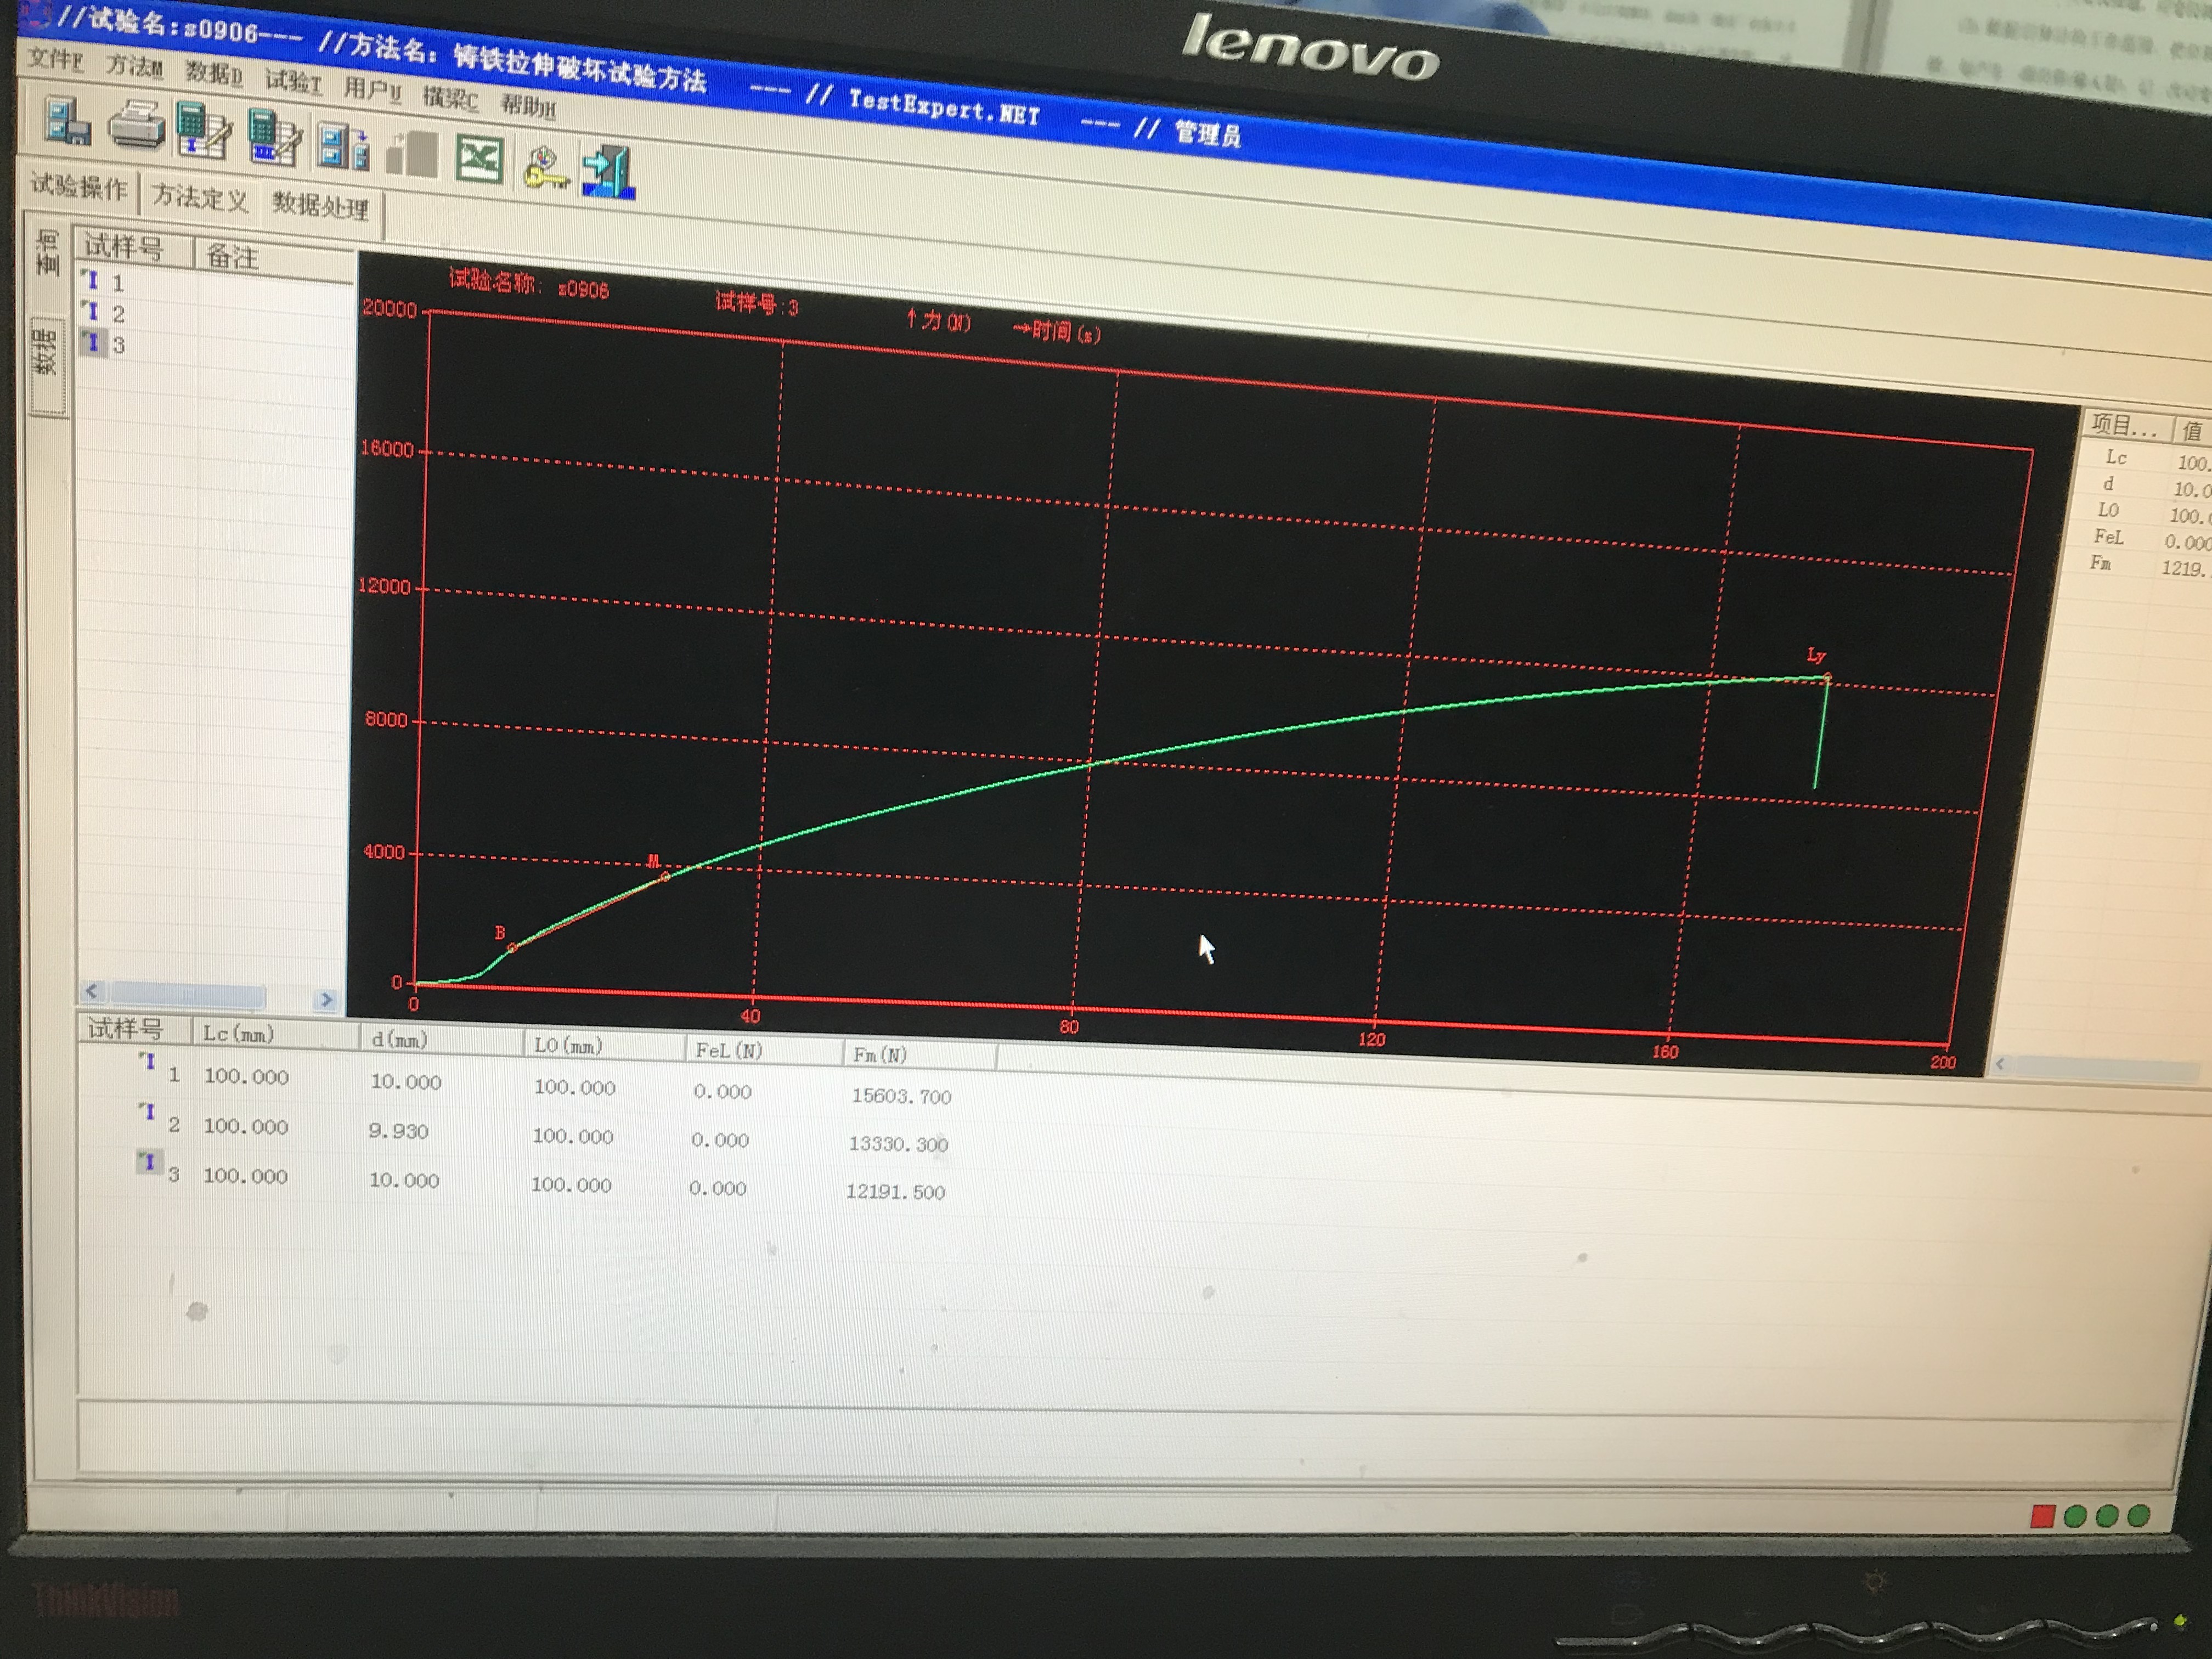 lenovo
//试验名:s0906--- //方法名: 铸铁拉伸破坏试验方法 --- // TestExpert.NET --- // 管理员
文件F 方法M 数据D 试验T 用户U 横梁C 帮助H
试验操作 方法定义 数据处理
查询
数据
试样号 备注
1
2
3
试验名称: s0906 试样号:3 ↑力(N) →时间(s)
20000
16000
12000
8000
4000
0
Ly
M
B
0 40 80 120 160 200
项目... 值
Lc 100.
d 10.0
L0 100.
FeL 0.000
Fm 1219.
试样号 Lc(mm) d(mm) L0(mm) FeL(N) Fm(N)
1 100.000 10.000 100.000 0.000 15603.700
2 100.000 9.930 100.000 0.000 13330.300
3 100.000 10.000 100.000 0.000 12191.500
ThinkVision